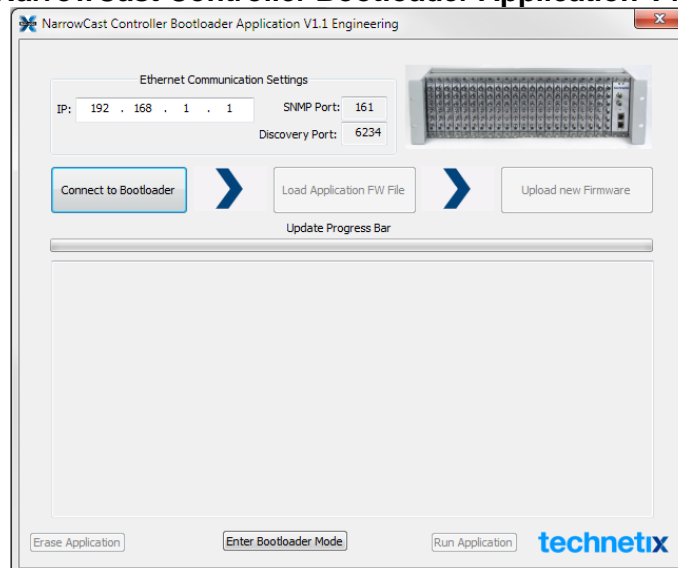 NarrowCast Controller Bootloader Application V1.1 Engineering
Ethernet Communication Settings
IP: 192 . 168 . 1 . 1
SNMP Port: 161
Discovery Port: 6234
Connect to Bootloader
Load Application FW File
Upload new Firmware
Update Progress Bar
Erase Application
Enter Bootloader Mode
Run Application
technetix